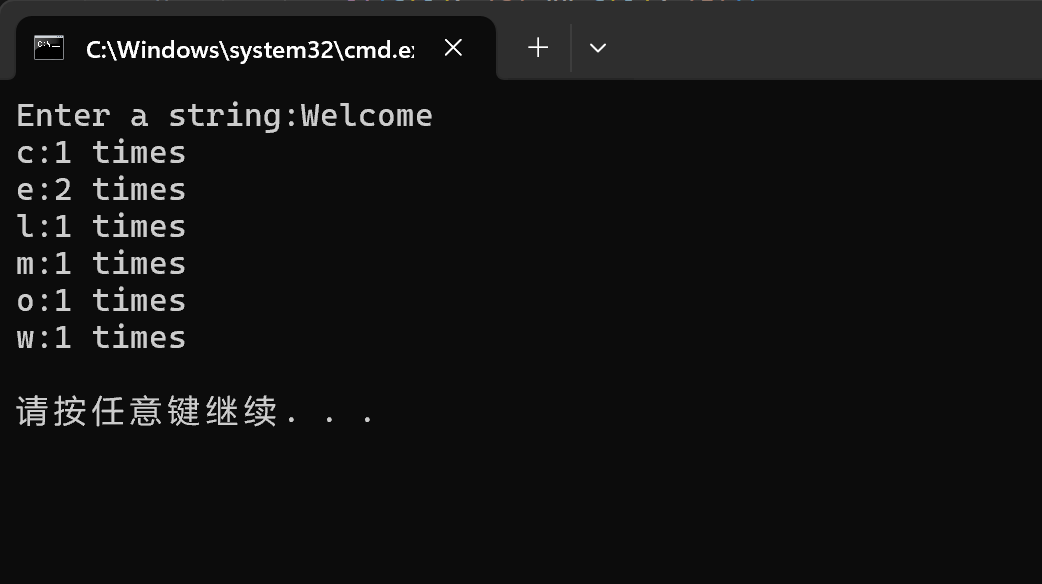 C:\Windows\system32\cmd.e
Enter a string:Welcome
c:1 times
e:2 times
l:1 times
m:1 times
o:1 times
w:1 times
请按任意键继续. . .